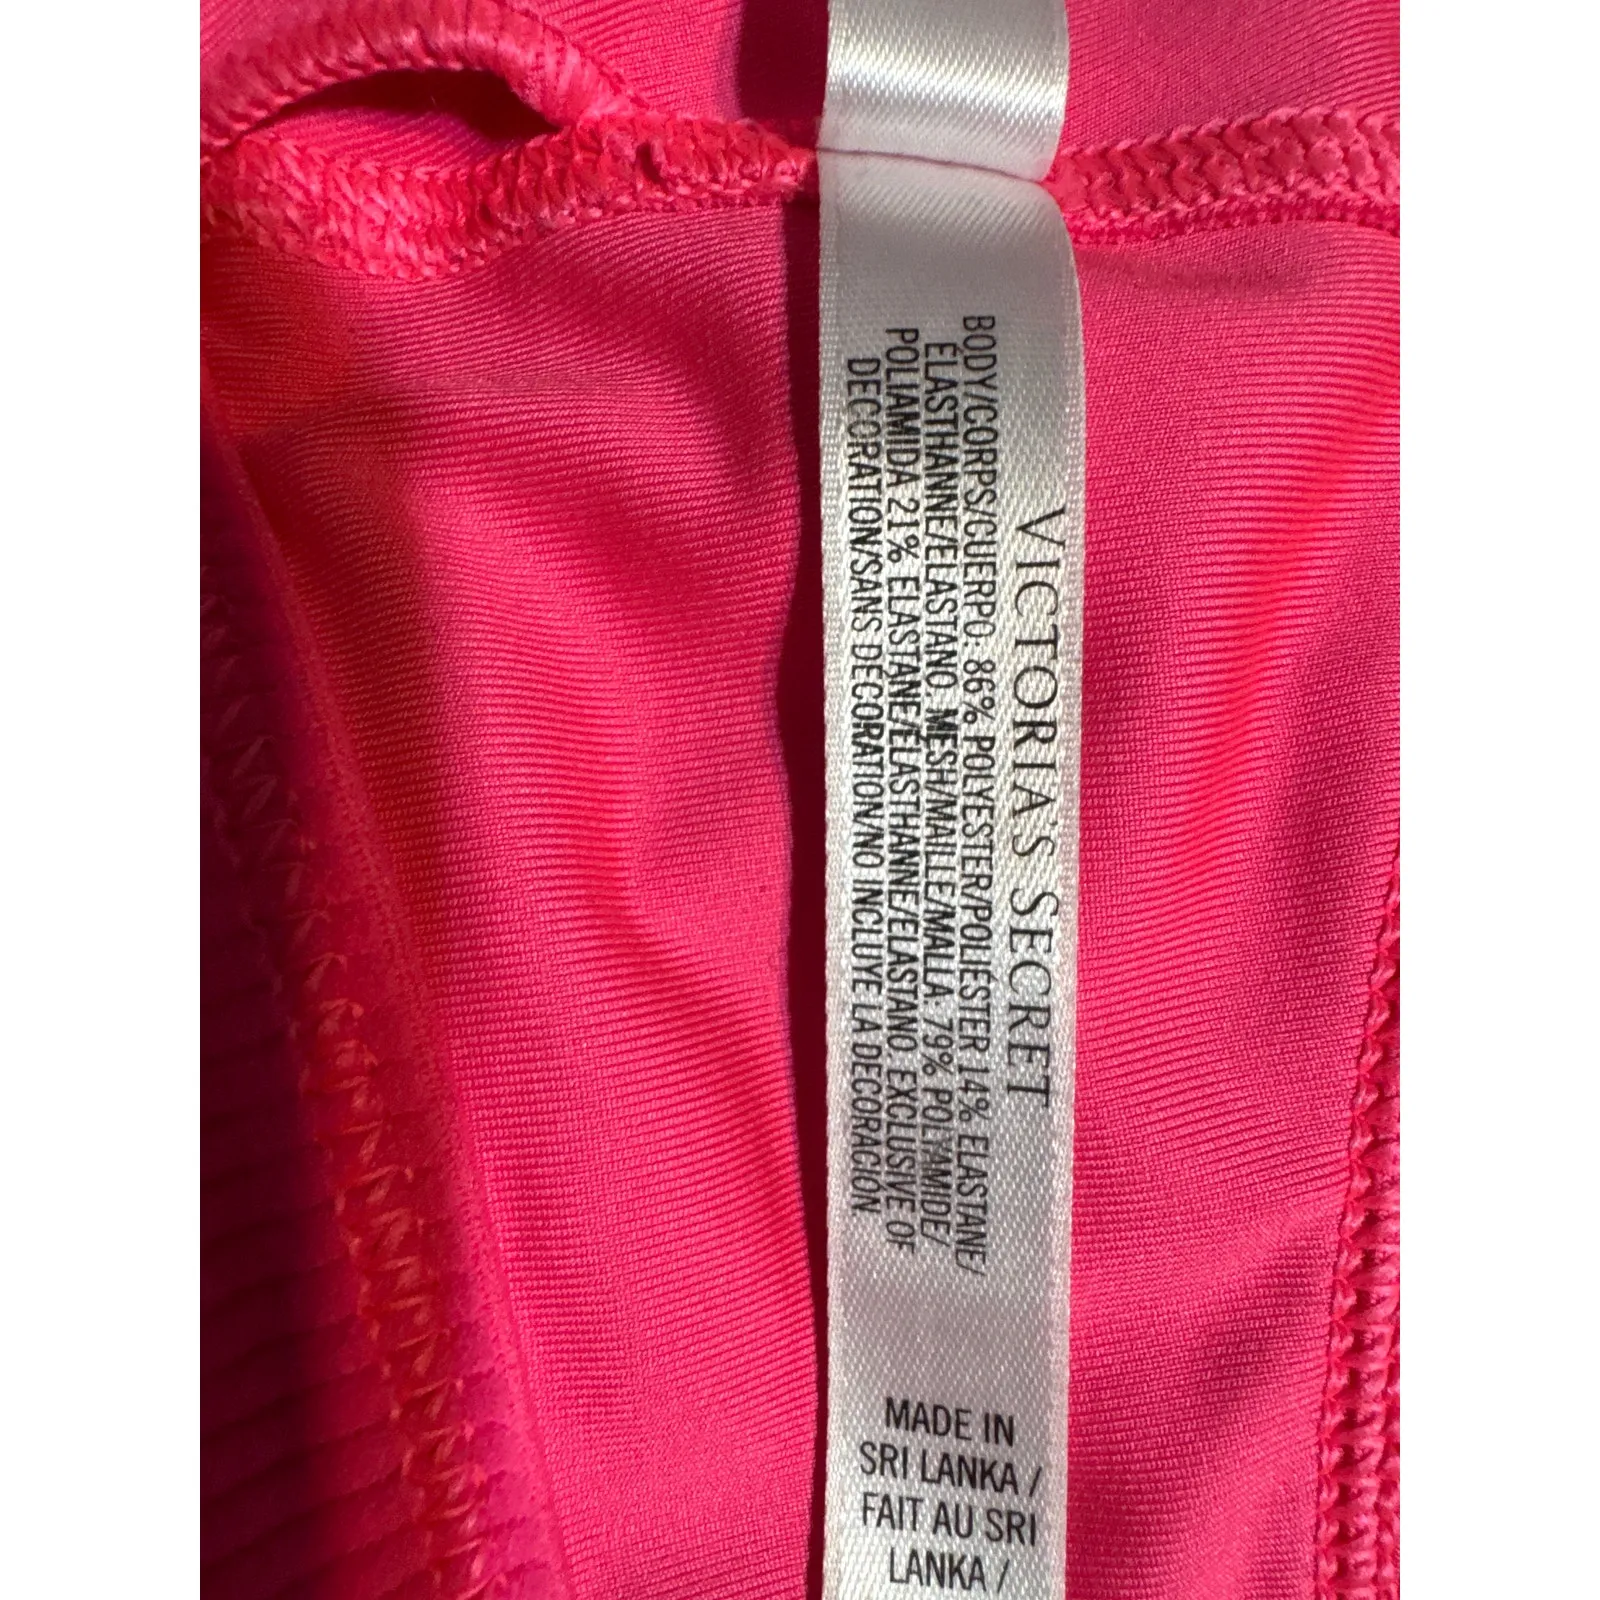 VICTORIA'S SECRET
BODY/CORPS/CUERPO: 86% POLYESTER/POLIÉSTER 14% ELASTANE/
ÉLASTHANNE/ELASTANO. MESH/MAILLE/MALLA: 79% POLYAMIDE/
POLIAMIDA 21% ELASTANE/ÉLASTHANNE/ELASTANO. EXCLUSIVE OF
DECORATION/SANS DÉCORATION/NO INCLUYE LA DECORACIÓN.
MADE IN
SRI LANKA /
FAIT AU SRI
LANKA /